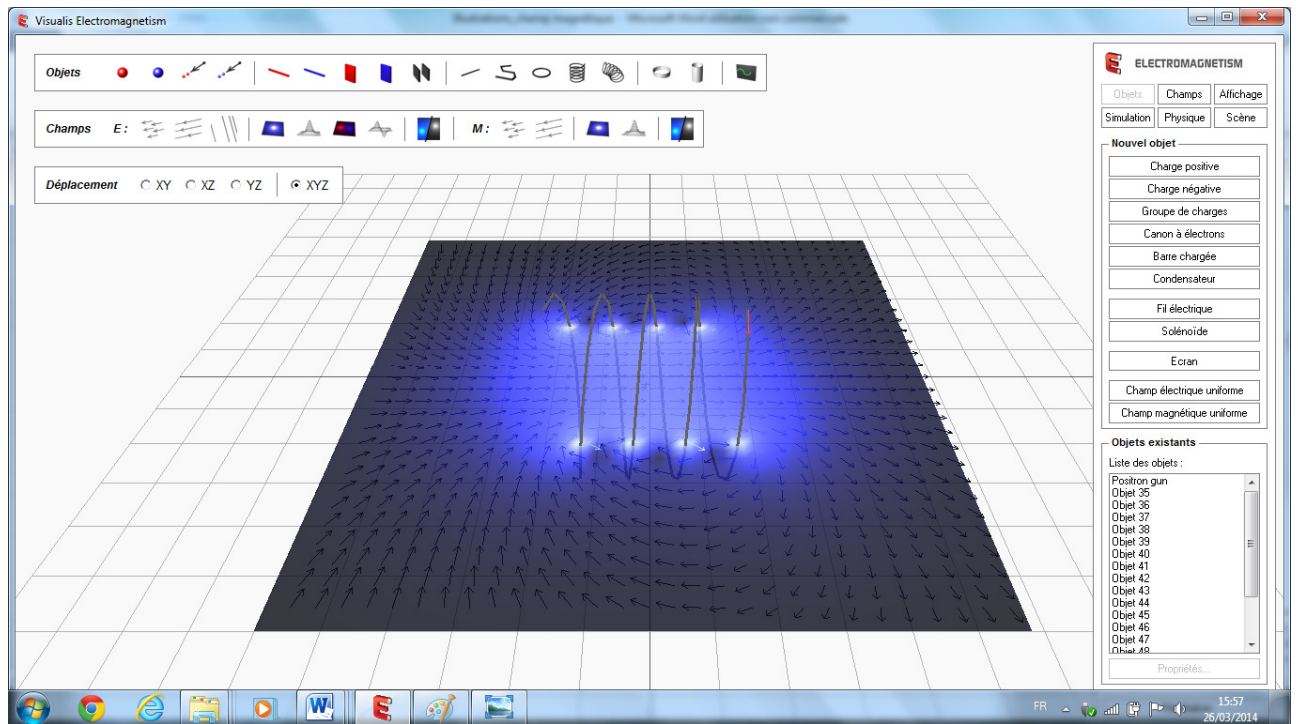 Visualis Electromagnetism
Illustrations_champ magnétique - Microsoft Word utilisation non commerciale
Objets
Champs E : M :
Déplacement XY XZ YZ XYZ
ELECTROMAGNETISM
Objets Champs Affichage
Simulation Physique Scène
Nouvel objet
Charge positive
Charge négative
Groupe de charges
Canon à électrons
Barre chargée
Condensateur
Fil électrique
Solénoïde
Ecran
Champ électrique uniforme
Champ magnétique uniforme
Objets existants
Liste des objets :
Positron gun
Objet 35
Objet 36
Objet 37
Objet 38
Objet 39
Objet 40
Objet 41
Objet 42
Objet 43
Objet 44
Objet 45
Objet 46
Objet 47
Objet 48
Propriétés...
FR
15:57
26/03/2014